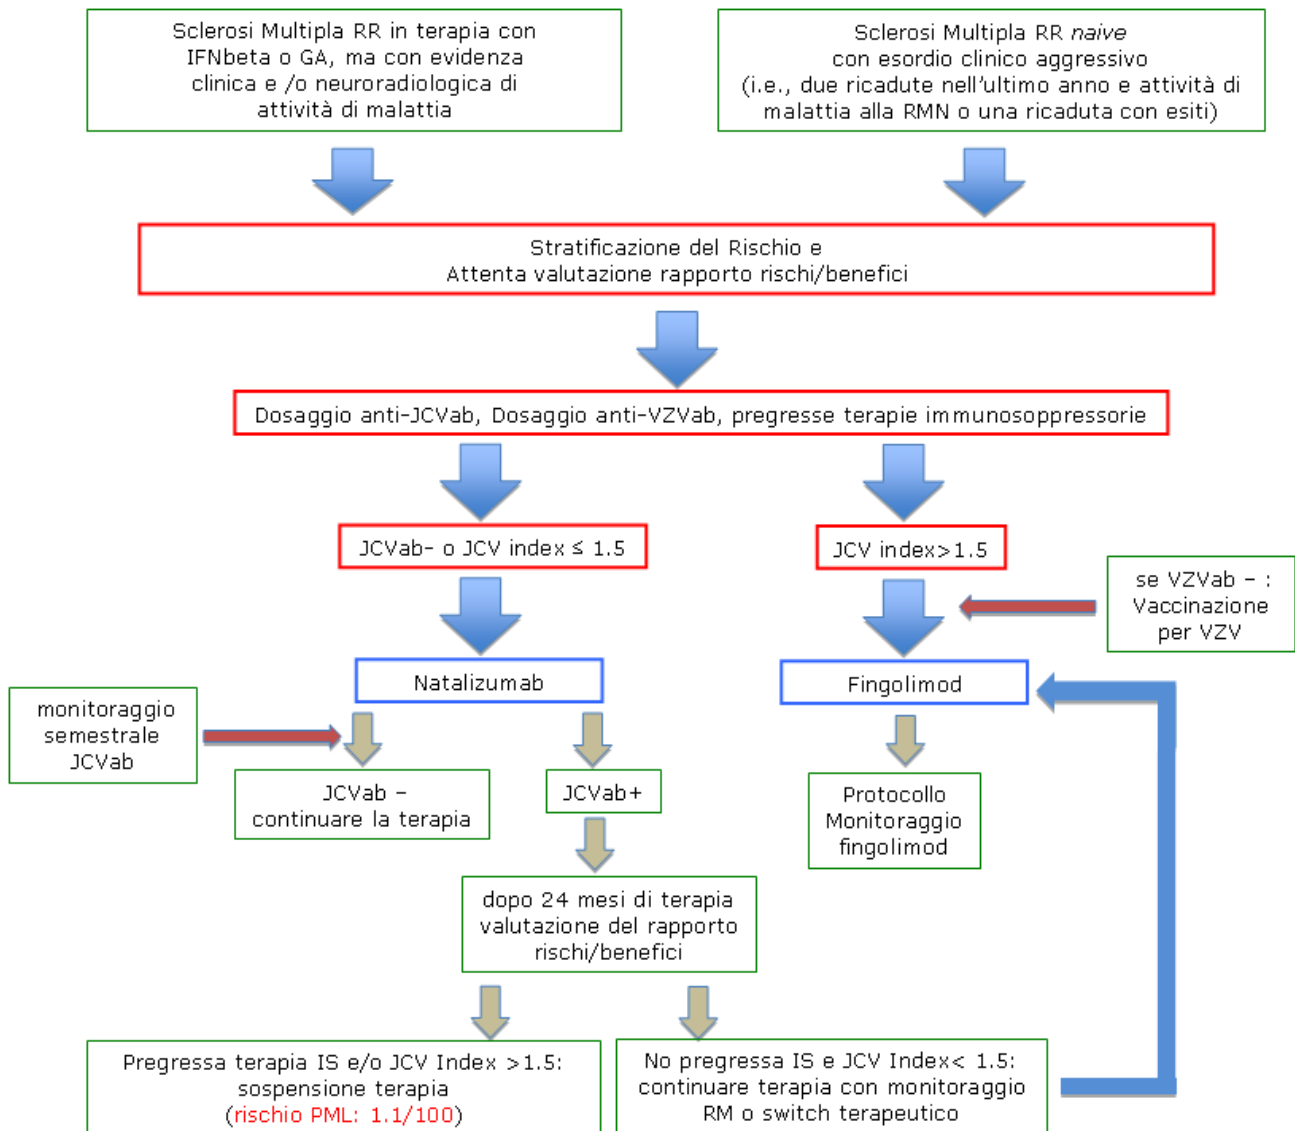 Sclerosi Multipla RR in terapia con
IFNbeta o GA, ma con evidenza
clinica e /o neuroradiologica di
attività di malattia
Sclerosi Multipla RR naive
con esordio clinico aggressivo
(i.e., due ricadute nell'ultimo anno e attività di
malattia alla RMN o una ricaduta con esiti)
Stratificazione del Rischio e
Attenta valutazione rapporto rischi/benefici
Dosaggio anti-JCVab, Dosaggio anti-VZVab, pregresse terapie immunosoppressorie
JCVab- o JCV index ≤ 1.5
JCV index>1.5
se VZVab – :
Vaccinazione
per VZV
Natalizumab
Fingolimod
monitoraggio
semestrale
JCVab
JCVab –
continuare la terapia
JCVab+
Protocollo
Monitoraggio
fingolimod
dopo 24 mesi di terapia
valutazione del rapporto
rischi/benefici
Pregressa terapia IS e/o JCV Index >1.5:
sospensione terapia
(rischio PML: 1.1/100)
No pregressa IS e JCV Index< 1.5:
continuare terapia con monitoraggio
RM o switch terapeutico